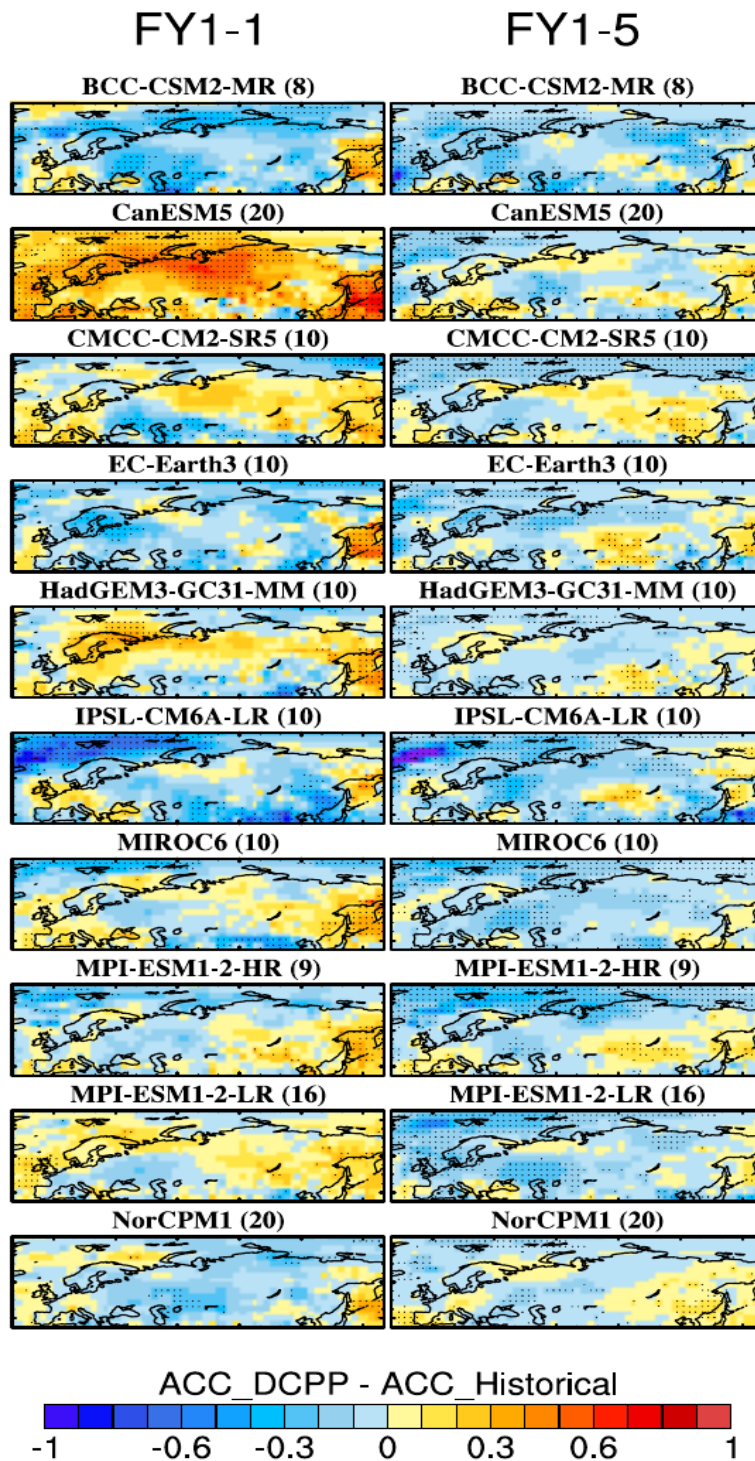 FY1-1 FY1-5
BCC-CSM2-MR (8) BCC-CSM2-MR (8)
CanESM5 (20) CanESM5 (20)
CMCC-CM2-SR5 (10) CMCC-CM2-SR5 (10)
EC-Earth3 (10) EC-Earth3 (10)
HadGEM3-GC31-MM (10) HadGEM3-GC31-MM (10)
IPSL-CM6A-LR (10) IPSL-CM6A-LR (10)
MIROC6 (10) MIROC6 (10)
MPI-ESM1-2-HR (9) MPI-ESM1-2-HR (9)
MPI-ESM1-2-LR (16) MPI-ESM1-2-LR (16)
NorCPM1 (20) NorCPM1 (20)
ACC_DCPP - ACC_Historical
-1 -0.6 -0.3 0 0.3 0.6 1